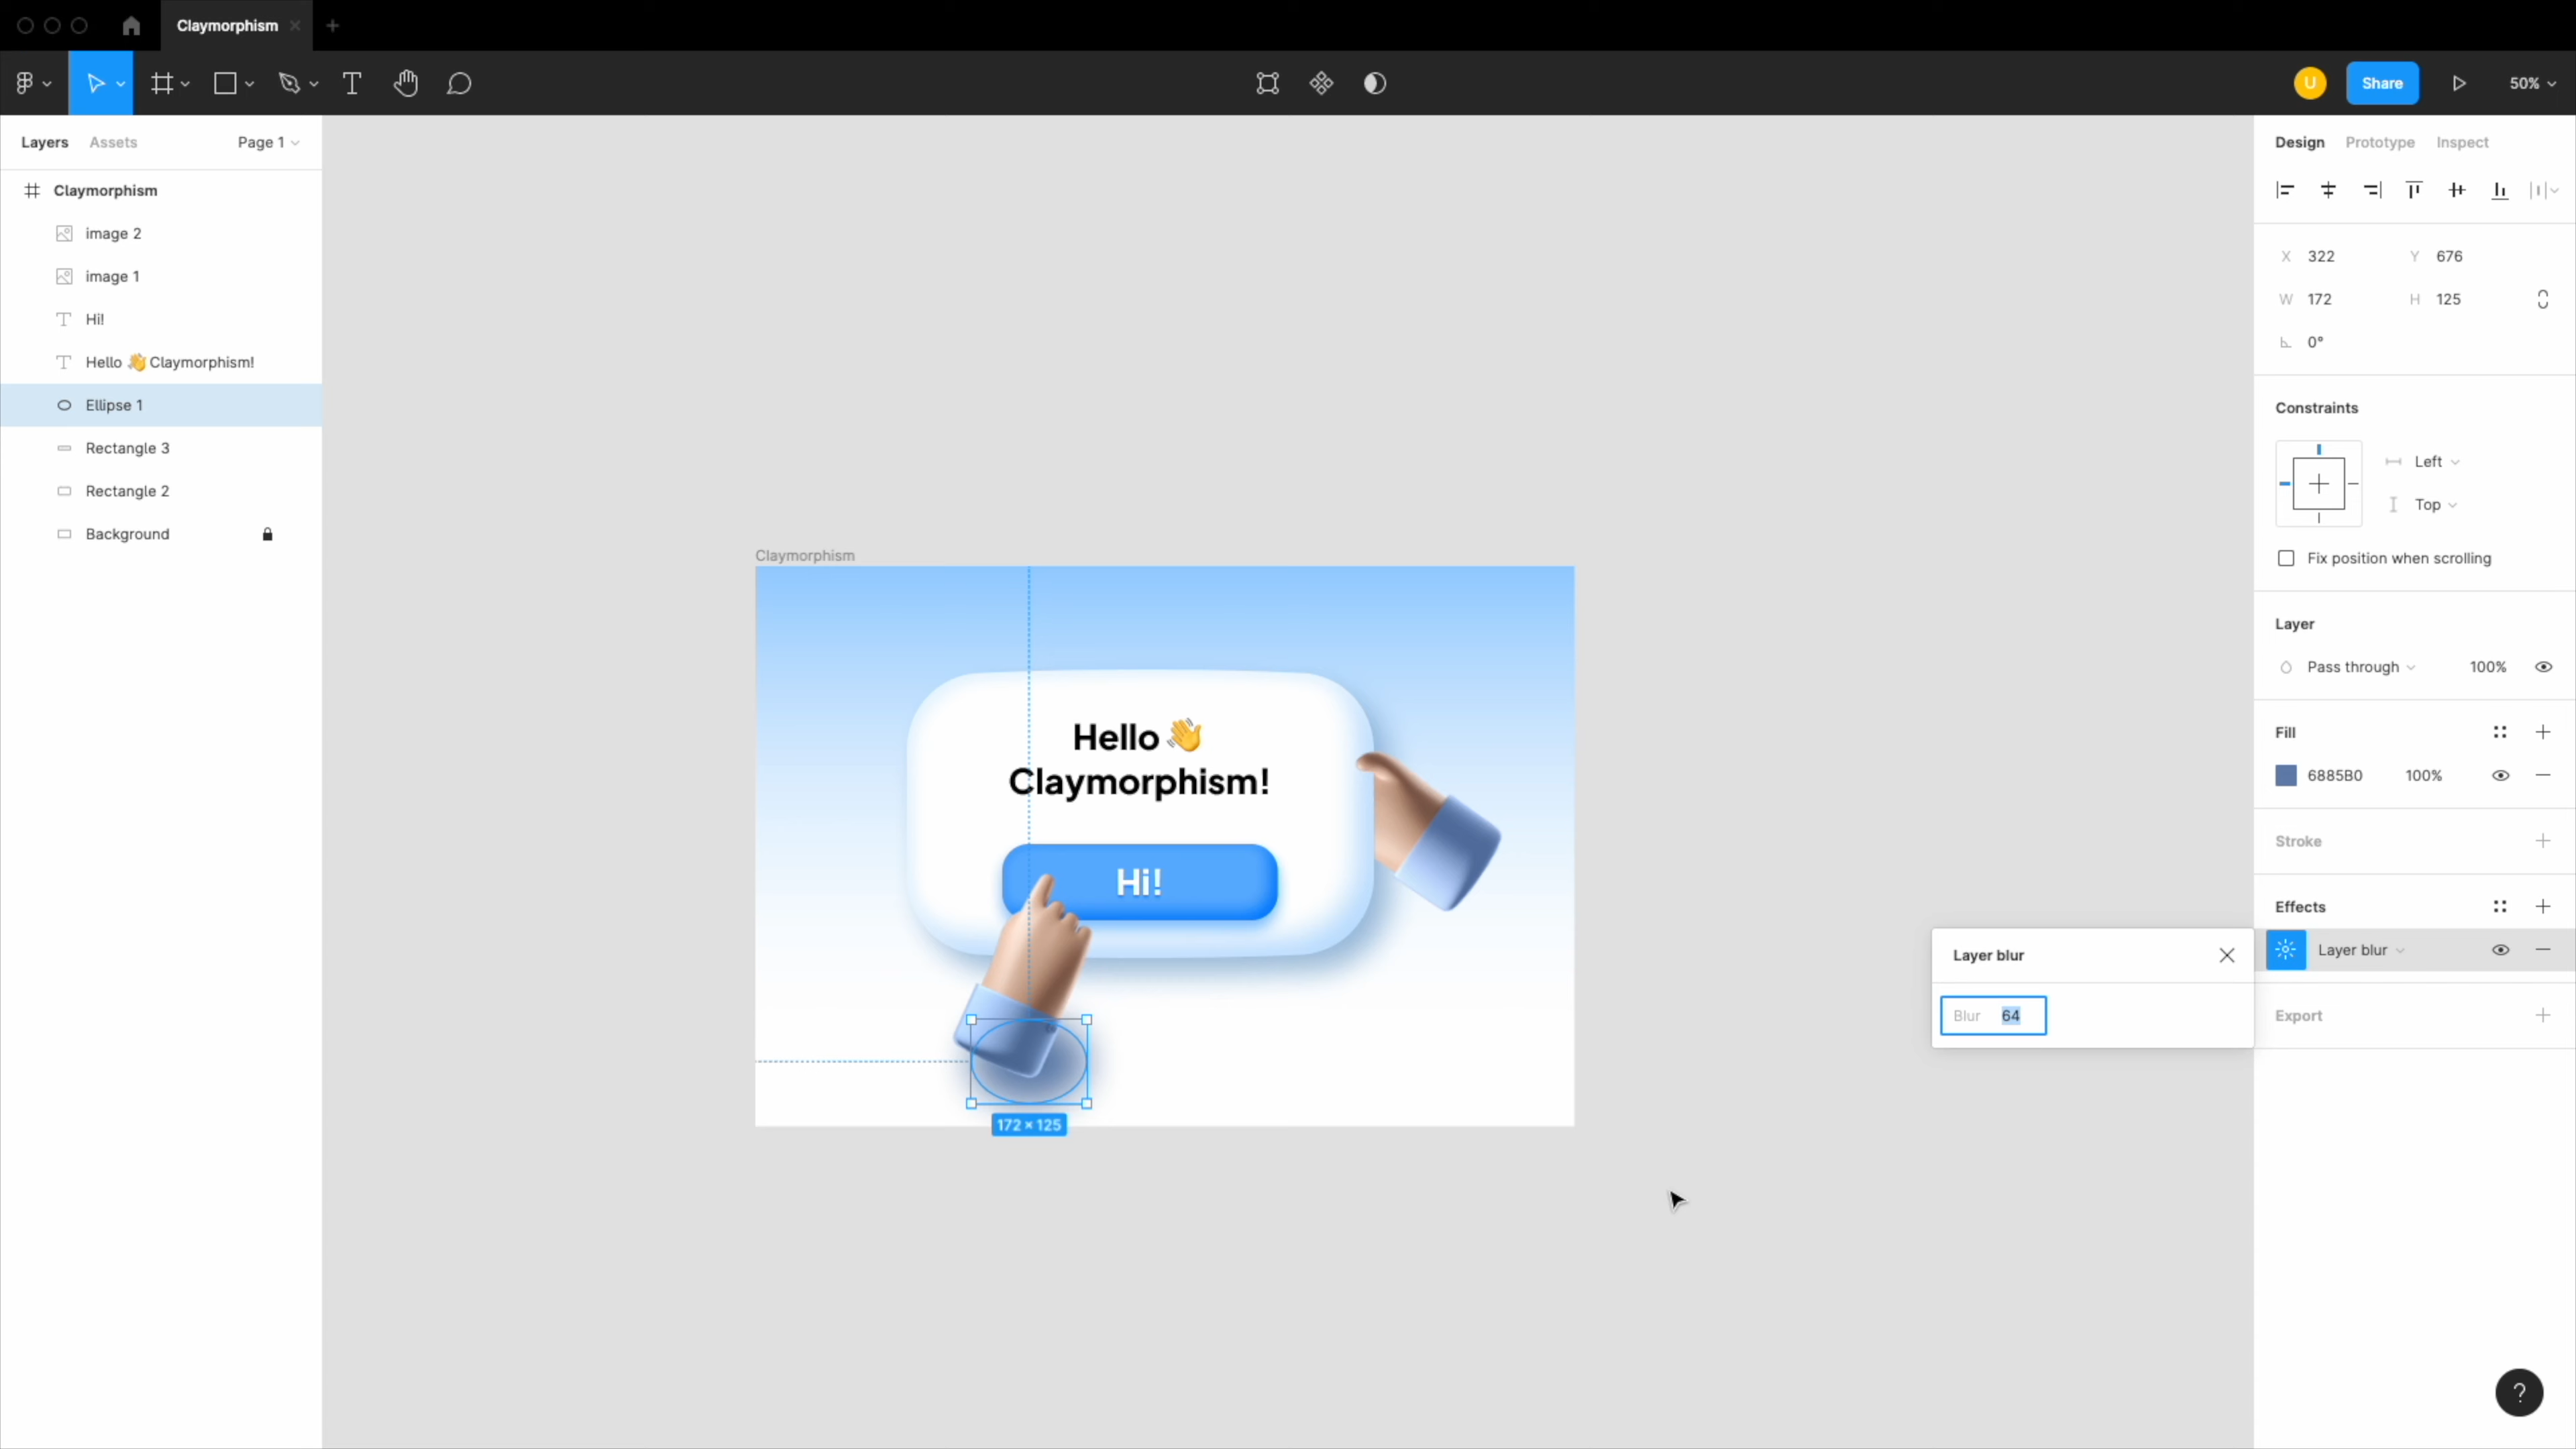 Claymorphism
U
Share
50%
Layers Assets Page 1
Claymorphism
image 2
image 1
Hi!
Hello 👋 Claymorphism!
Ellipse 1
Rectangle 3
Rectangle 2
Background
Claymorphism
Hello 👋
Claymorphism!
Hi!
172 × 125
Layer blur
Blur 64
Design Prototype Inspect
X 322 Y 676
W 172 H 125
0°
Constraints
Left
Top
Fix position when scrolling
Layer
Pass through 100%
Fill
6885B0 100%
Stroke
Effects
Layer blur
Export
?